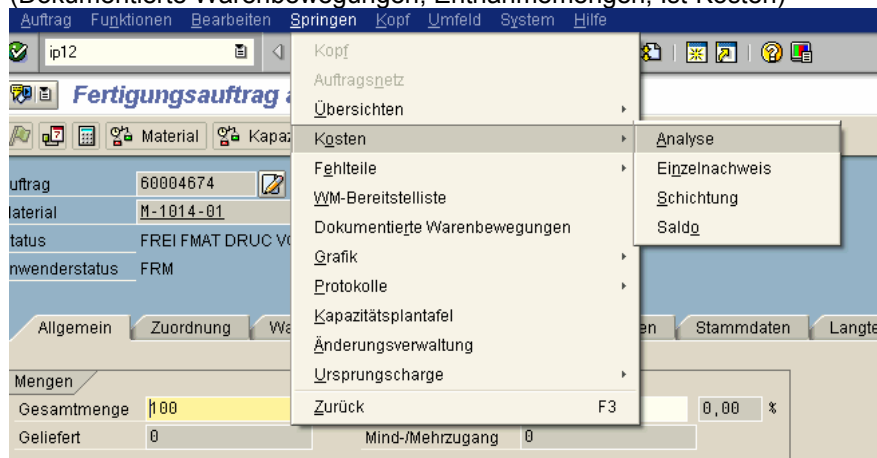 (Dokumentierte Warenbewegungen, Entnahmemengen, Ist-Kosten)
Auftrag Funktionen Bearbeiten Springen Kopf Umfeld System Hilfe
ip12
Fertigungsauftrag
Material Kapaz
uftrag 60004674
Material M-1014-01
tatus FREI FMAT DRUC VO
nwenderstatus FRM
Kopf
Auftragsnetz
Übersichten
Kosten
Fehlteile
WM-Bereitstelliste
Dokumentierte Warenbewegungen
Grafik
Protokolle
Kapazitätsplantafel
Änderungsverwaltung
Ursprungscharge
Zurück F3
Analyse
Einzelnachweis
Schichtung
Saldo
Allgemein Zuordnung Wa en Stammdaten Langte
Mengen
Gesamtmenge 100 0,00 %
Geliefert 0 Mind-/Mehrzugang 0